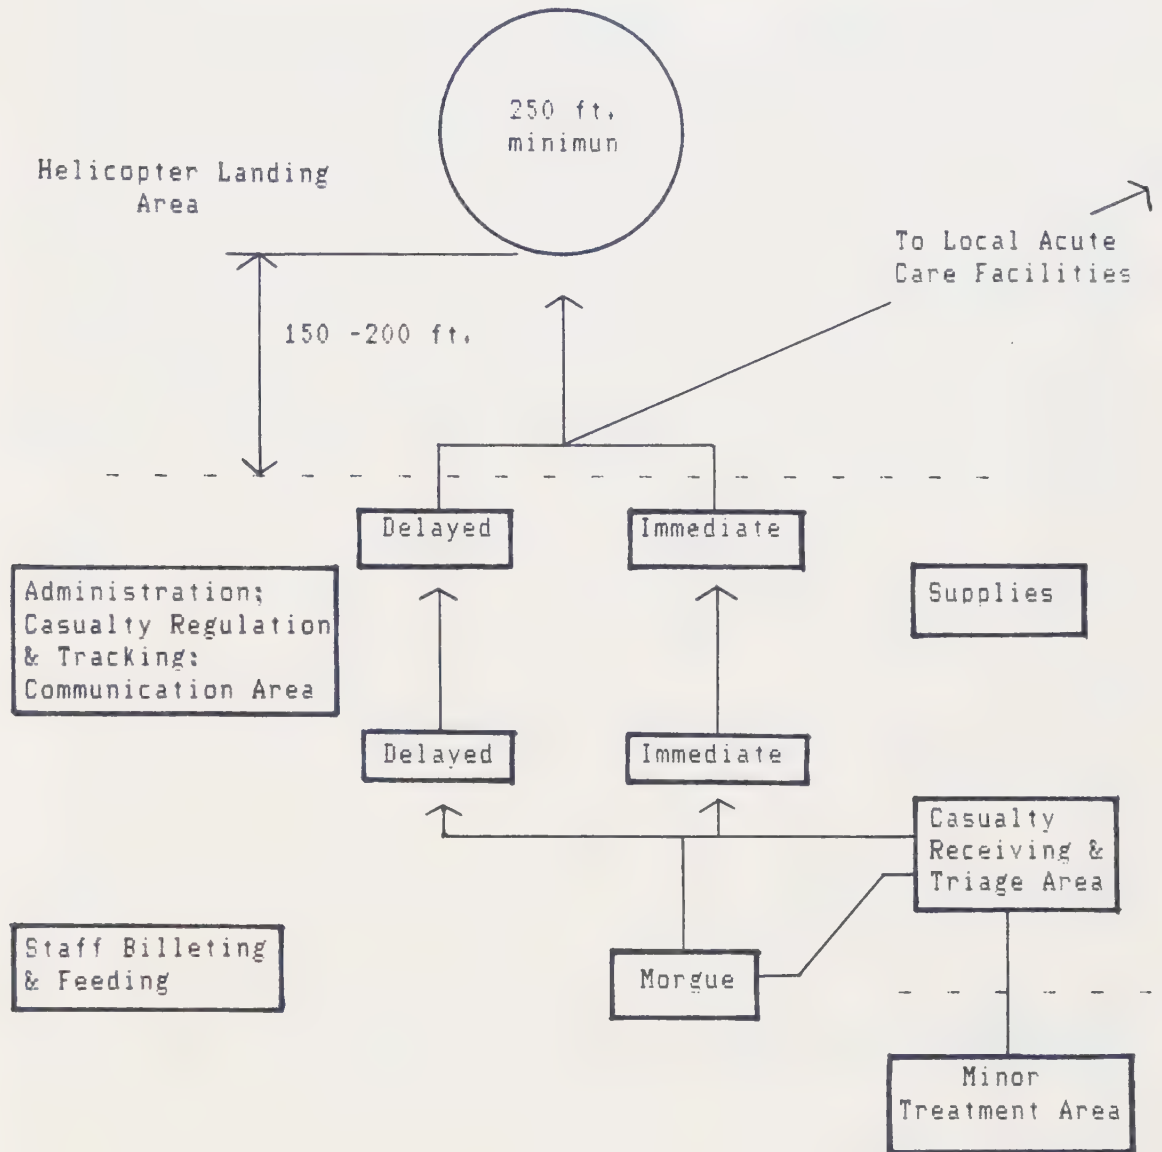 250 ft.
minimun
Helicopter Landing
Area
To Local Acute
Care Facilities
150 -200 ft.
Delayed
Immediate
Administration;
Casualty Regulation
& Tracking;
Communication Area
Supplies
Delayed
Immediate
Casualty
Receiving &
Triage Area
Staff Billeting
& Feeding
Morgue
Minor
Treatment Area